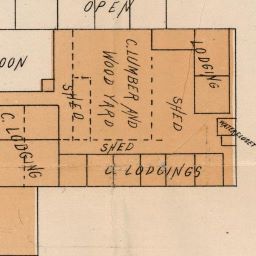 OPEN
OON
C. LUMBER AND
WOOD YARD
LODGING
SHED
SHED
WATER CLOSET
SHED
C. LODGING
C. LODGINGS